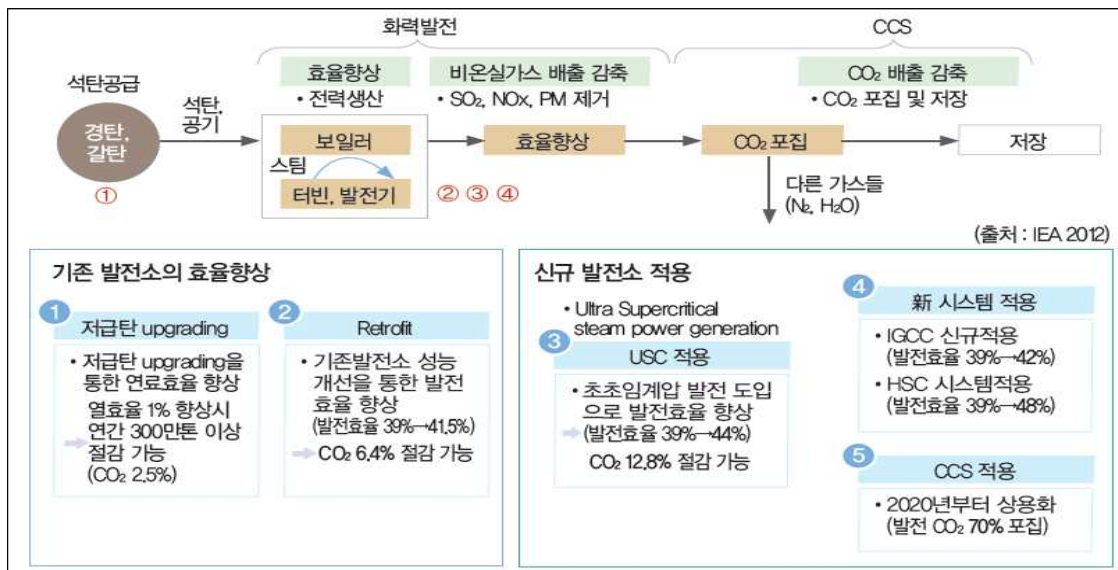 화력발전
CCS
석탄공급
효율향상
• 전력생산
비온실가스 배출 감축
• SO₂, NOx, PM 제거
CO₂ 배출 감축
• CO₂ 포집 및 저장
경탄,
갈탄
①
석탄,
공기
보일러
스팀
터빈, 발전기
② ③ ④
효율향상
CO₂ 포집
저장
다른 가스들
(N₂, H₂O)
(출처 : IEA 2012)
기존 발전소의 효율향상
1
저급탄 upgrading
• 저급탄 upgrading을
통한 연료효율 향상
열효율 1% 향상시
연간 300만톤 이상
절감 가능
(CO₂ 2.5%)
2
Retrofit
• 기존발전소 성능
개선을 통한 발전
효율 향상
(발전효율 39%→41.5%)
CO₂ 6.4% 절감 가능
신규 발전소 적용
• Ultra Supercritical
steam power generation
3
USC 적용
• 초초임계압 발전 도입
으로 발전효율 향상
(발전효율 39%→44%)
CO₂ 12.8% 절감 가능
4
新 시스템 적용
• IGCC 신규적용
(발전효율 39%→42%)
• HSC 시스템적용
(발전효율 39%→48%)
5
CCS 적용
• 2020년부터 상용화
(발전 CO₂ 70% 포집)